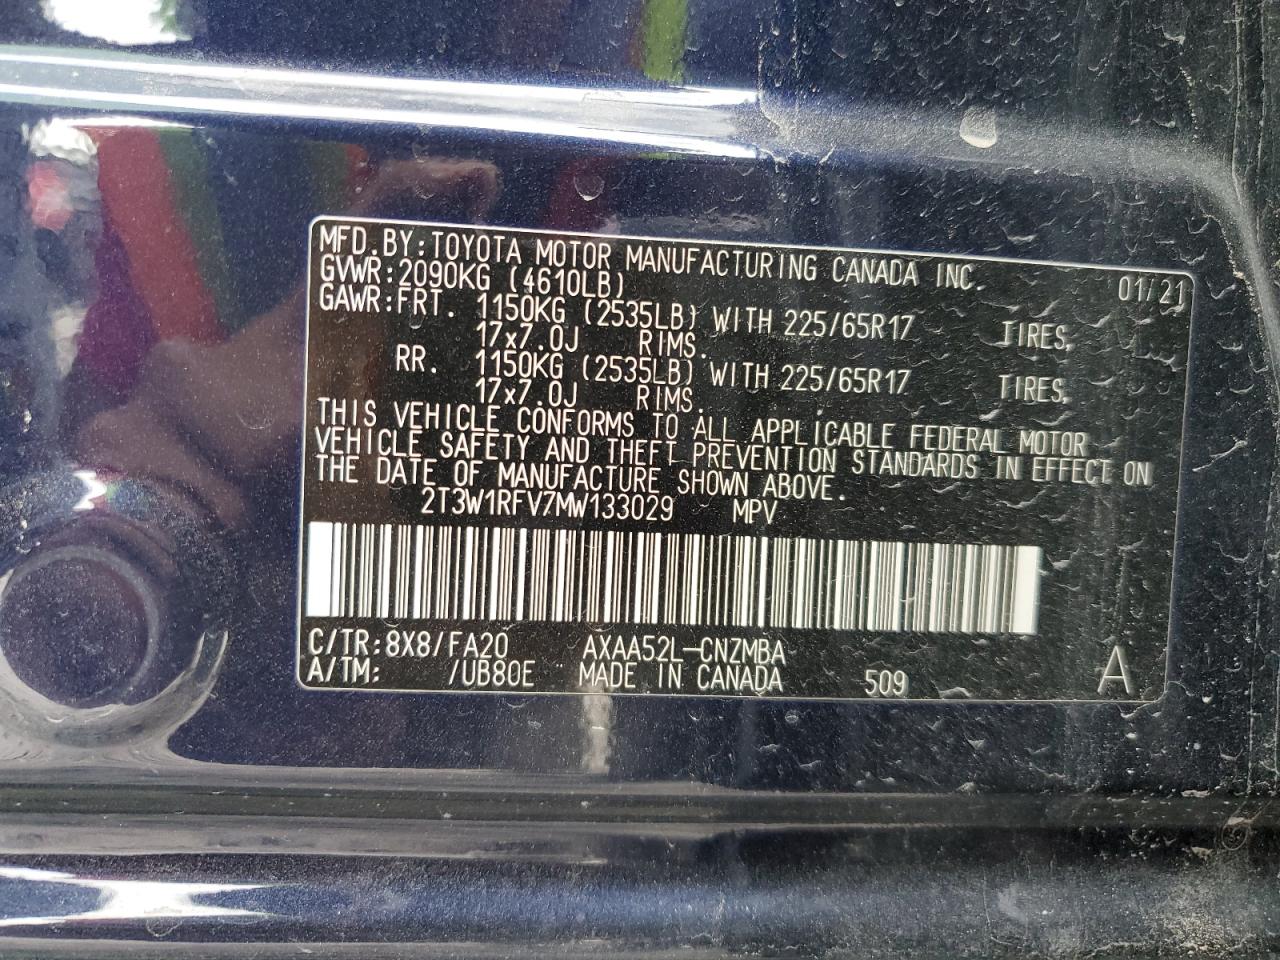 MFD.BY:TOYOTA MOTOR MANUFACTURING CANADA INC. 01/21
GVWR:2090KG (4610LB)
GAWR:FRT. 1150KG (2535LB) WITH 225/65R17 TIRES,
17x7.0J RIMS.
RR. 1150KG (2535LB) WITH 225/65R17 TIRES,
17x7.0J RIMS.
THIS VEHICLE CONFORMS TO ALL APPLICABLE FEDERAL MOTOR
VEHICLE SAFETY AND THEFT PREVENTION STANDARDS IN EFFECT ON
THE DATE OF MANUFACTURE SHOWN ABOVE.
2T3W1RFV7MW133029 MPV
C/TR:8X8/FA20 AXAA52L-CNZMBA
A/TM: /UB80E MADE IN CANADA 509 A